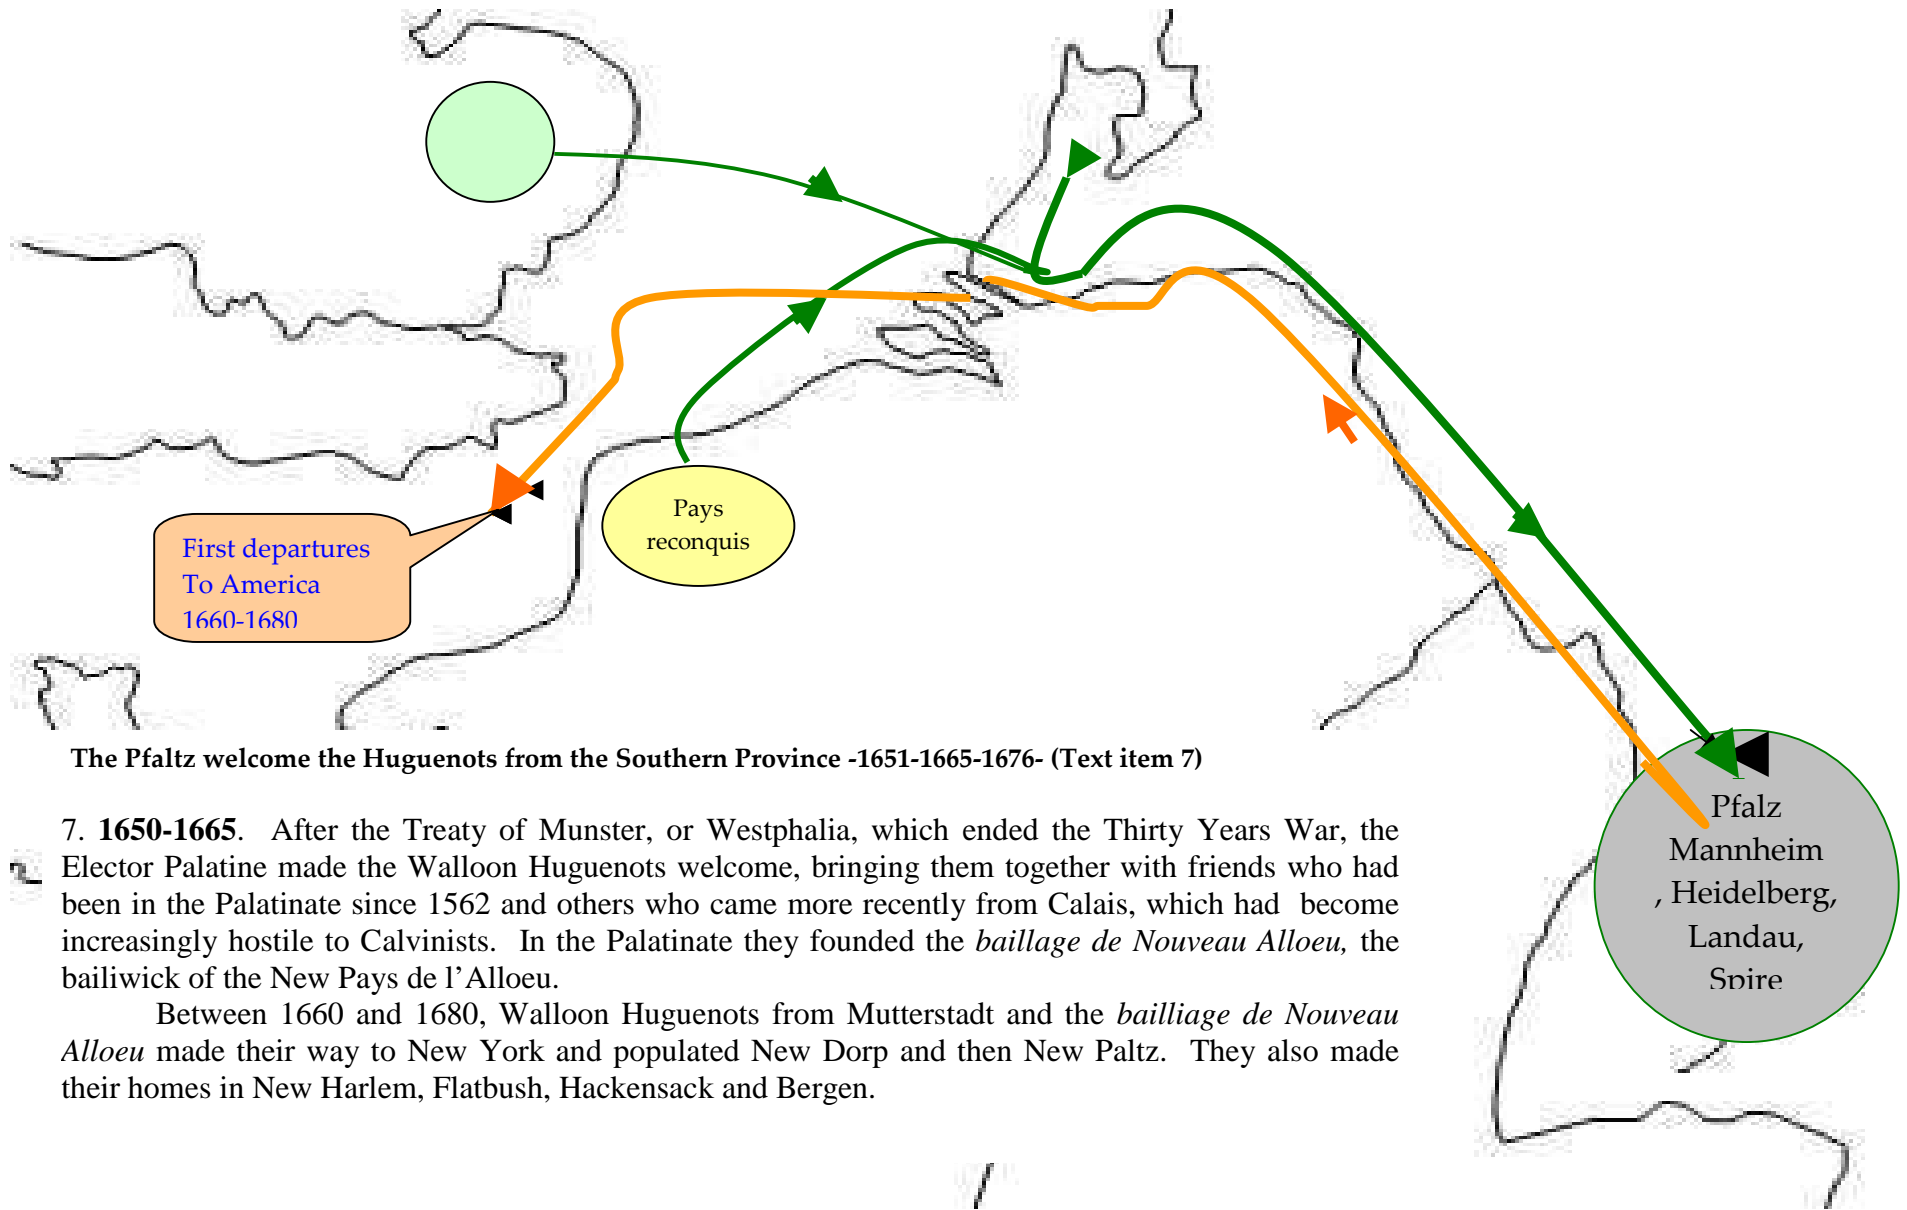 Pays
reconquis
First departures
To America
1660-1680
The Pfaltz welcome the Huguenots from the Southern Province -1651-1665-1676- (Text item 7)
Pfalz
Mannheim
, Heidelberg,
Landau,
Spire
7. 1650-1665. After the Treaty of Munster, or Westphalia, which ended the Thirty Years War, the
Elector Palatine made the Walloon Huguenots welcome, bringing them together with friends who had
been in the Palatinate since 1562 and others who came more recently from Calais, which had become
increasingly hostile to Calvinists. In the Palatinate they founded the baillage de Nouveau Alloeu, the
bailiwick of the New Pays de l'Alloeu.
Between 1660 and 1680, Walloon Huguenots from Mutterstadt and the bailliage de Nouveau
Alloeu made their way to New York and populated New Dorp and then New Paltz. They also made
their homes in New Harlem, Flatbush, Hackensack and Bergen.